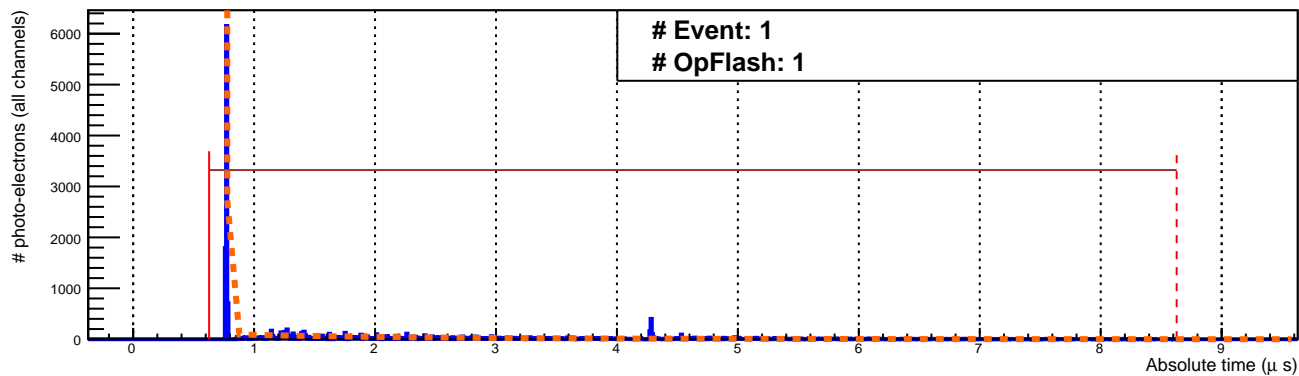 # Event: 1
# OpFlash: 1
# photo-electrons (all channels)
6000
5000
4000
3000
2000
1000
0
0 1 2 3 4 5 6 7 8 9
Absolute time (μ s)